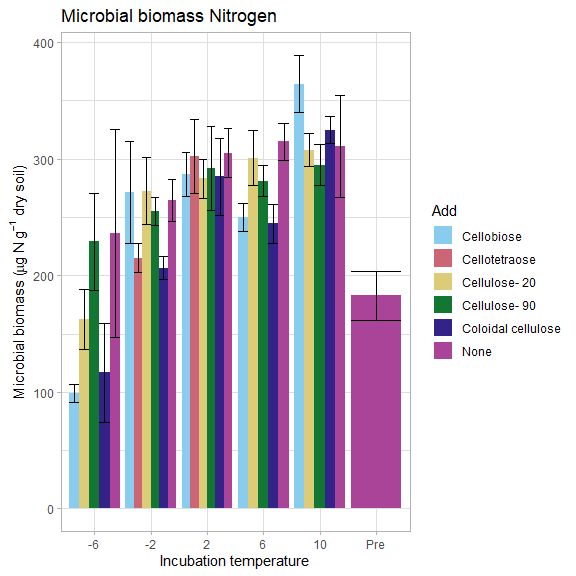 Microbial biomass Nitrogen
Microbial biomass (μg N g⁻¹ dry soil)
400
300
200
100
0
-6 -2 2 6 10 Pre
Incubation temperature
Add
Cellobiose
Cellotetraose
Cellulose- 20
Cellulose- 90
Coloidal cellulose
None